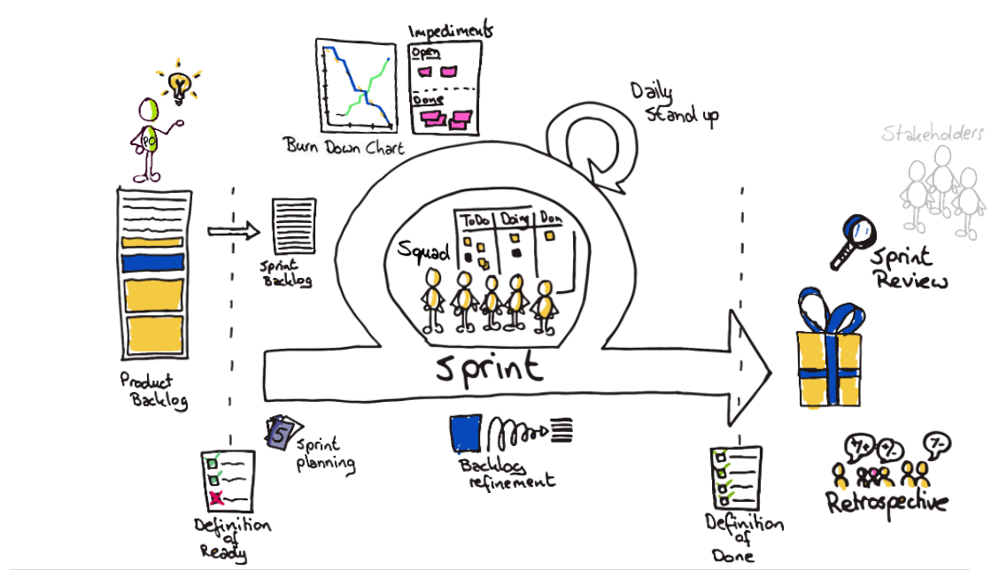 Impediments
Open
Done
Burn Down Chart
Daily
Stand up
Stakeholders
PO
ToDo Doing Don
Squad
Sprint
Backlog
Sprint
Review
Sprint
Product
Backlog
5
Sprint
planning
Backlog
refinement
Definition
of
Ready
Definition
of
Done
+/+ +/- 7-
Retrospective